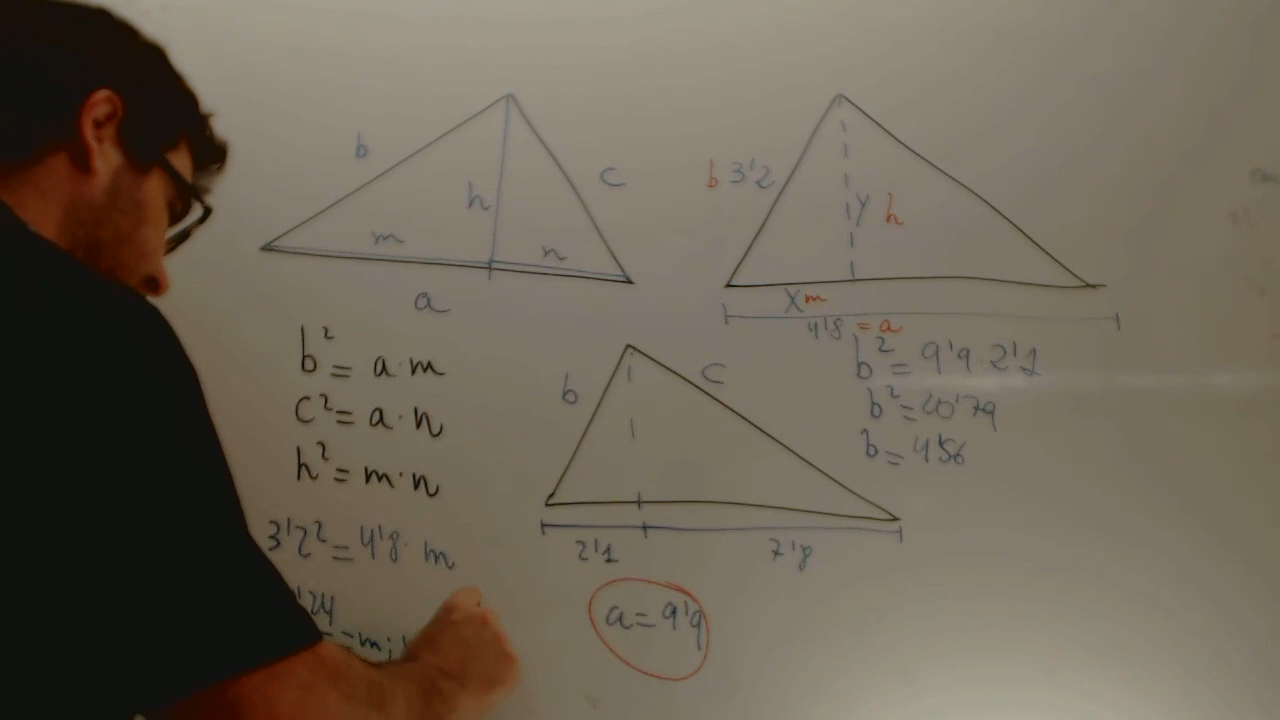 b
c
h
m
n
a
b 3'2
y h
x m
4'8 = a
b² = a·m
c² = a·n
h² = m·n
3'2² = 4'8· m
'24
= m;
b
c
2'1
7'8
a = 9'9
b² = 9'9·2'1
b² = 20'79
b = 4'56